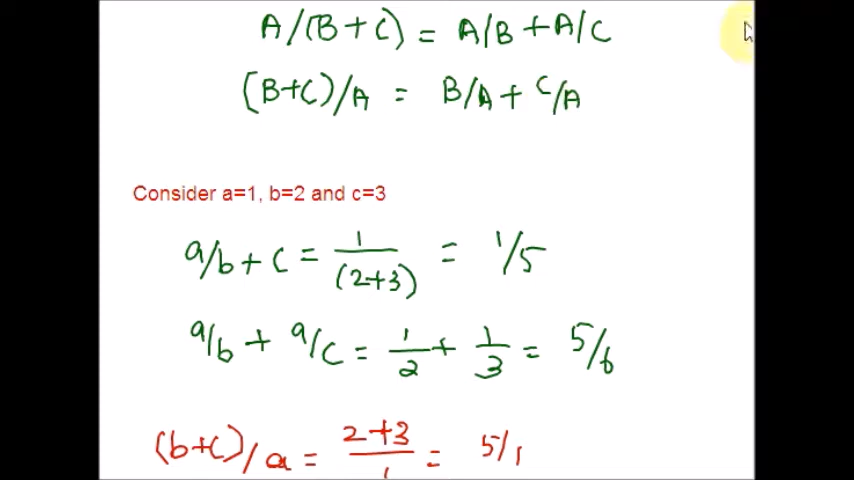 A/(B+C) = A/B + A/C
(B+C)/A = B/A + C/A
Consider a=1, b=2 and c=3
a/b + c = 1/(2+3) = 1/5
a/b + a/c = 1/2 + 1/3 = 5/6
(b+c)/a = 2+3/1 = 5/1